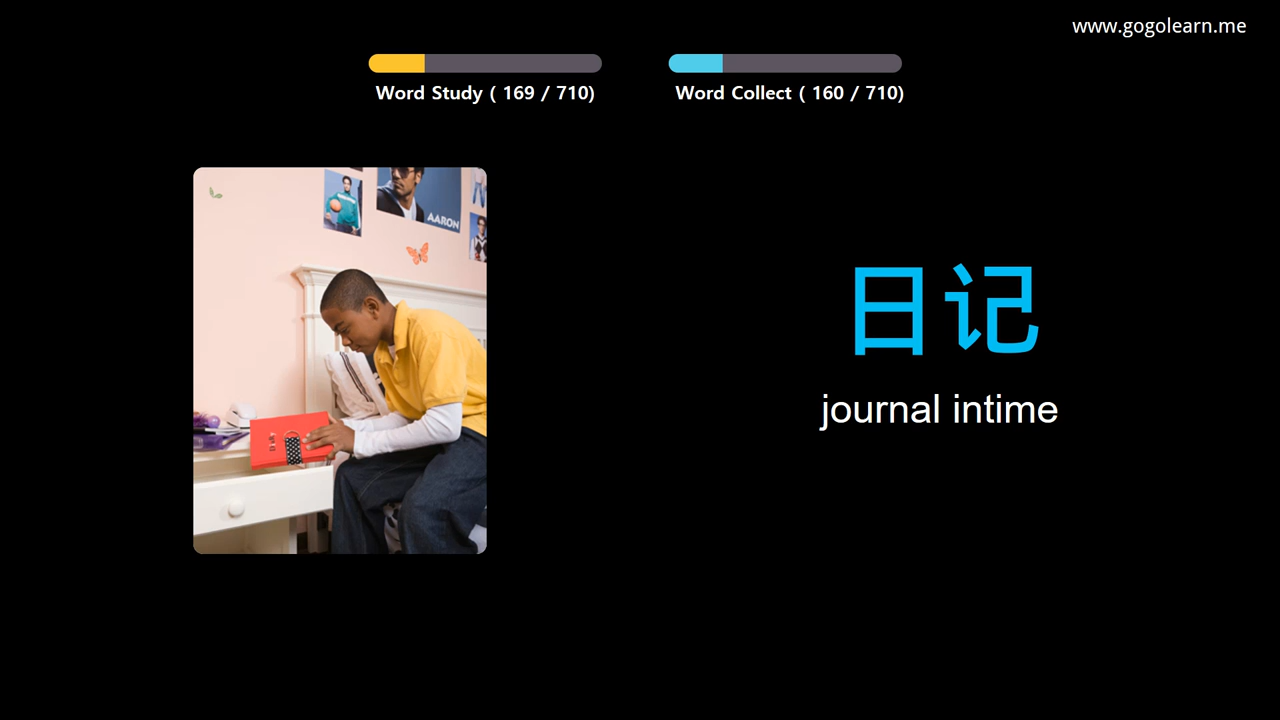 www.gogolearn.me
Word Study ( 169 / 710)
Word Collect ( 160 / 710)
AARON
日记
journal intime